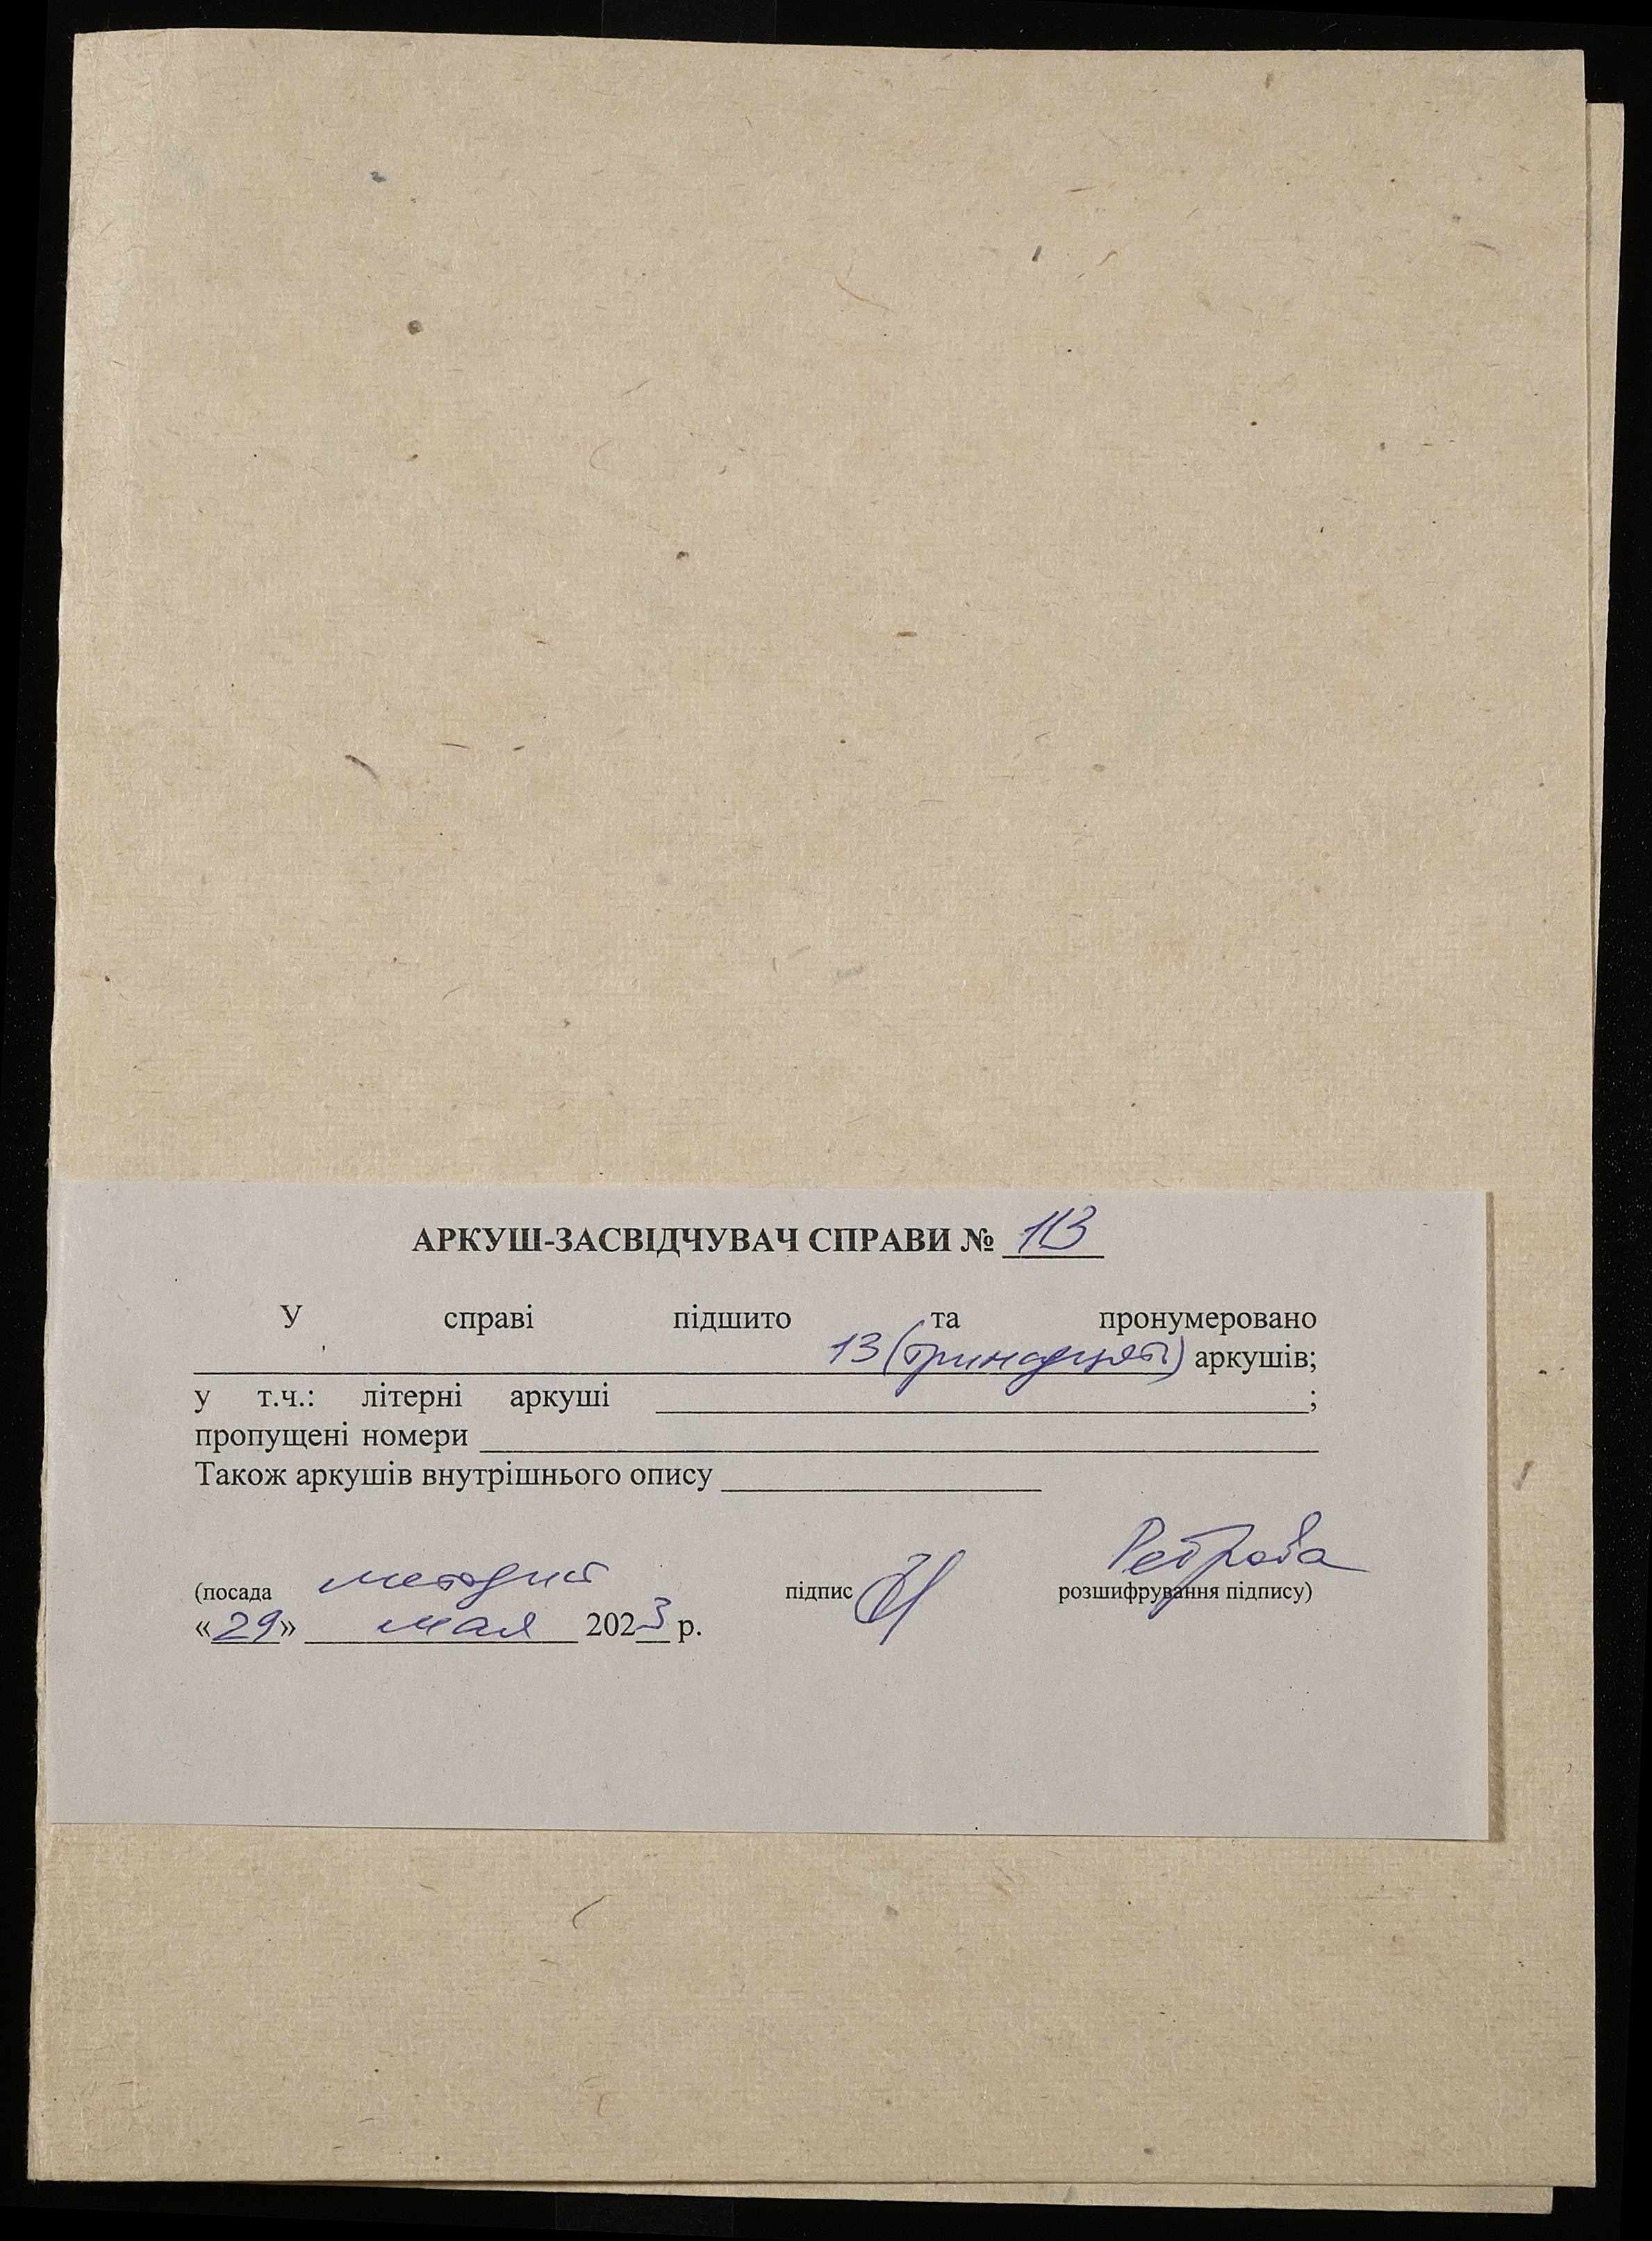 АРКУШ-ЗАСВІДЧУВАЧ СПРАВИ № 113
У справі підшито та пронумеровано
13 (тринадцять) аркушів;
у т.ч.: літерні аркуші ;
пропущені номери
Також аркушів внутрішнього опису
(посада методист підпис розшифрування підпису)
«29» мая 2023 р.